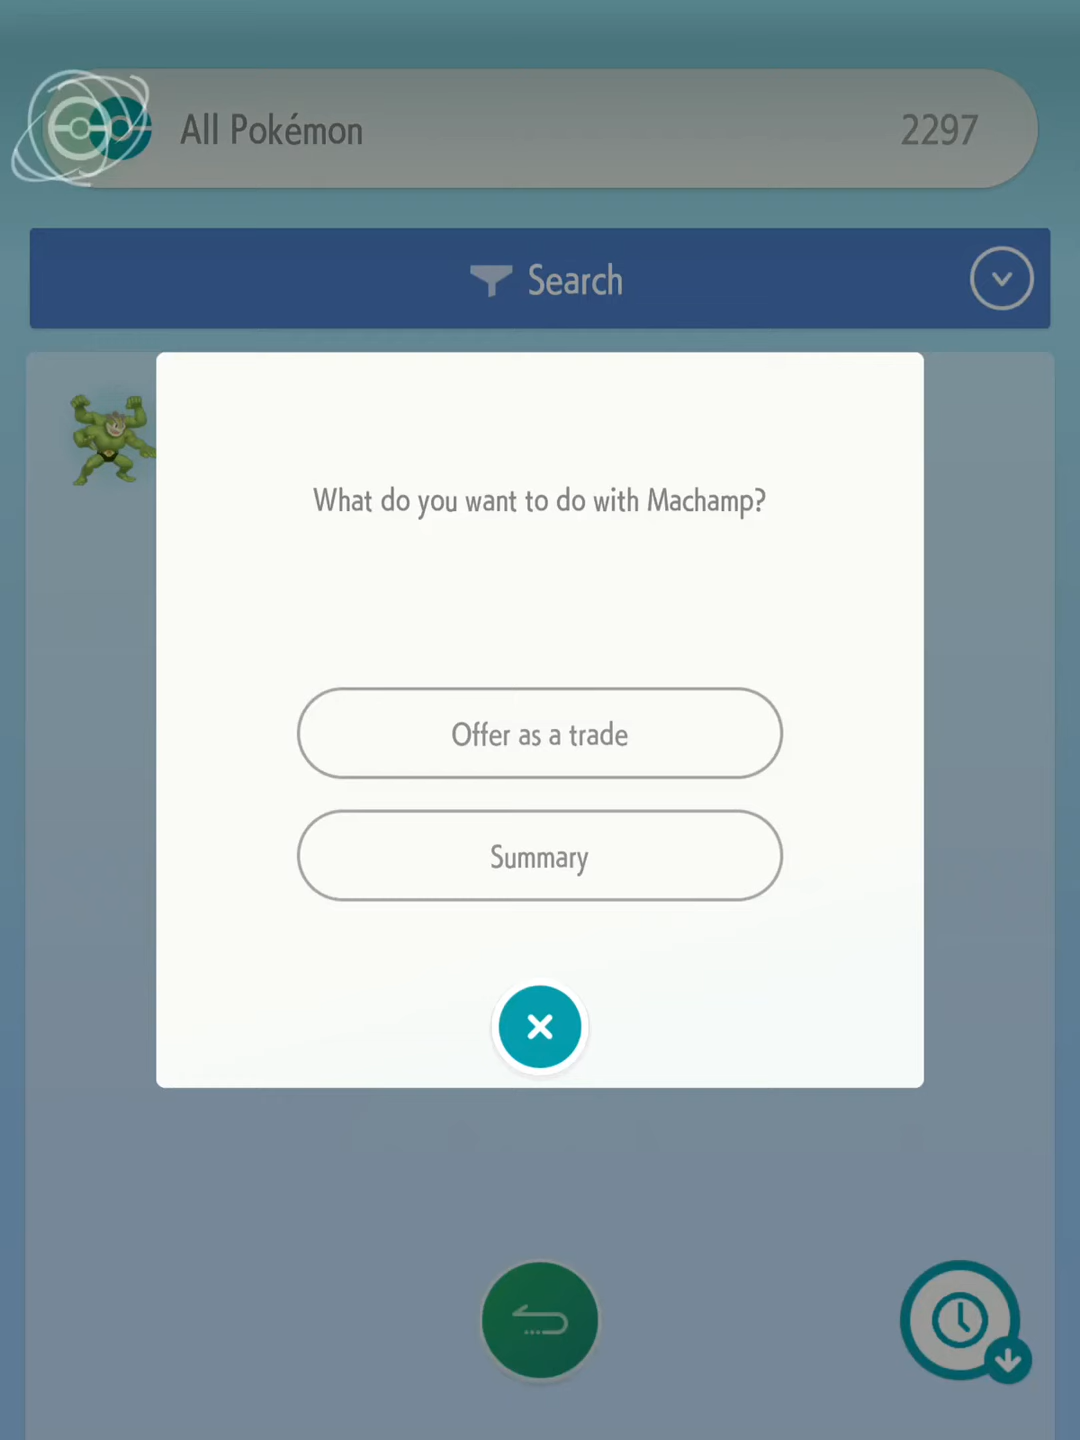 All Pokémon 2297
Search
What do you want to do with Machamp?
Offer as a trade
Summary